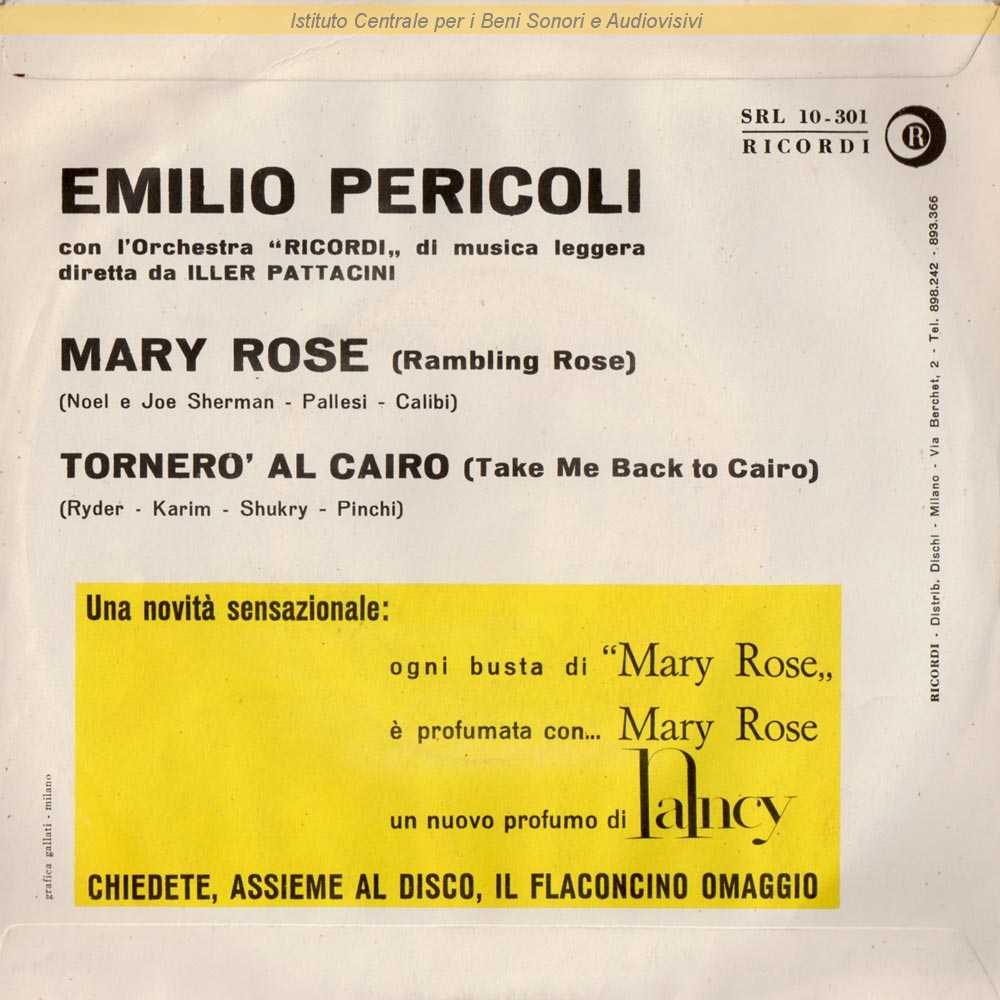 Istituto Centrale per i Beni Sonori e Audiovisivi
SRL 10-301
RICORDI
R
EMILIO PERICOLI
con l'Orchestra “RICORDI„ di musica leggera
diretta da ILLER PATTACINI
MARY ROSE (Rambling Rose)
(Noel e Joe Sherman - Pallesi - Calibi)
TORNERO' AL CAIRO (Take Me Back to Cairo)
(Ryder - Karim - Shukry - Pinchi)
RICORDI - Distrib. Dischi - Milano - Via Berchet, 2 - Tel. 898.242 - 893.366
Una novità sensazionale:
ogni busta di “Mary Rose„
è profumata con... Mary Rose
un nuovo profumo di Nancy
CHIEDETE, ASSIEME AL DISCO, IL FLACONCINO OMAGGIO
grafica gallati - milano